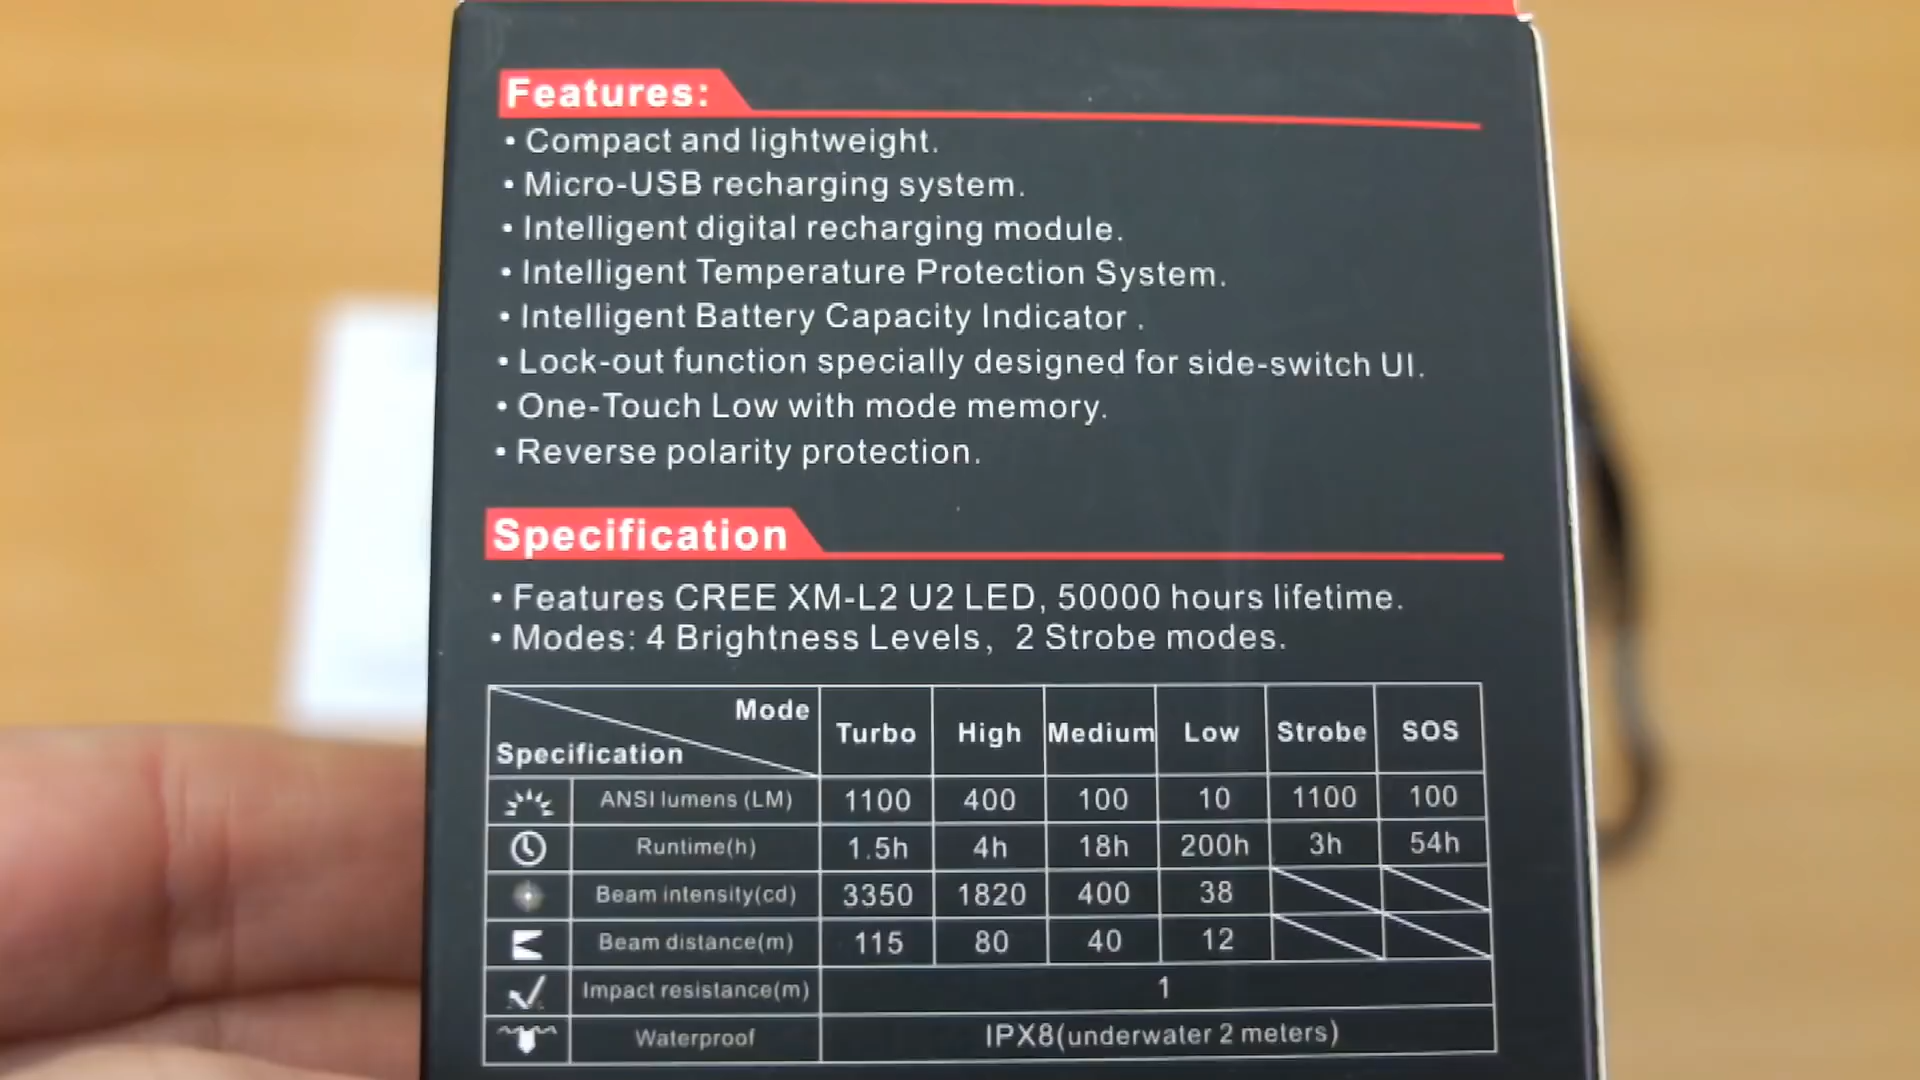 Features:
• Compact and lightweight.
• Micro-USB recharging system.
• Intelligent digital recharging module.
• Intelligent Temperature Protection System.
• Intelligent Battery Capacity Indicator .
• Lock-out function specially designed for side-switch UI.
• One-Touch Low with mode memory.
• Reverse polarity protection.
Specification
• Features CREE XM-L2 U2 LED, 50000 hours lifetime.
• Modes: 4 Brightness Levels, 2 Strobe modes.
Specification Mode Turbo High Medium Low Strobe SOS
ANSI lumens (LM) 1100 400 100 10 1100 100
Runtime(h) 1.5h 4h 18h 200h 3h 54h
Beam intensity(cd) 3350 1820 400 38
Beam distance(m) 115 80 40 12
Impact resistance(m) 1
Waterproof IPX8(underwater 2 meters)